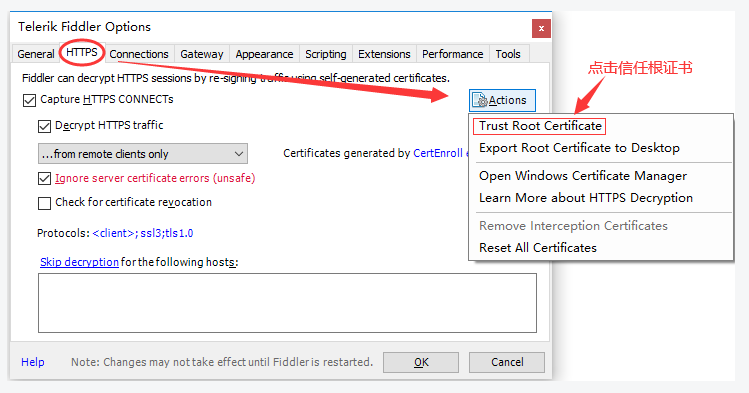 Telerik Fiddler Options
x
General HTTPS Connections Gateway Appearance Scripting Extensions Performance Tools
Fiddler can decrypt HTTPS sessions by re-signing traffic using self-generated certificates.
点击信任根证书
Capture HTTPS CONNECTs
Actions
Decrypt HTTPS traffic
Trust Root Certificate
...from remote clients only
Certificates generated by CertEnroll
Export Root Certificate to Desktop
Ignore server certificate errors (unsafe)
Open Windows Certificate Manager
Check for certificate revocation
Learn More about HTTPS Decryption
Remove Interception Certificates
Protocols: <client>; ssl3;tls1.0
Reset All Certificates
Skip decryption for the following hosts:
Help
Note: Changes may not take effect until Fiddler is restarted.
OK
Cancel